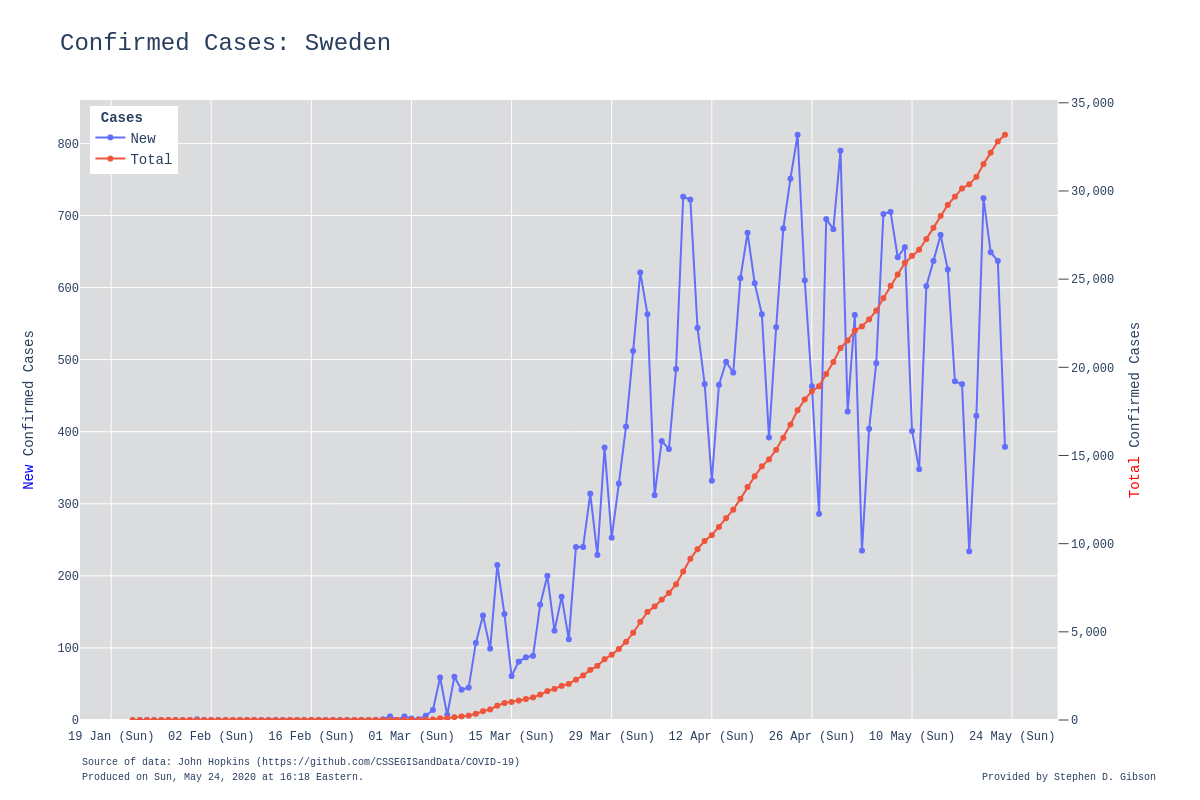 Confirmed Cases: Sweden
Cases
New
Total
800
700
600
500
400
300
200
100
0
New Confirmed Cases
35,000
30,000
25,000
20,000
15,000
10,000
5,000
0
Total Confirmed Cases
19 Jan (Sun) 02 Feb (Sun) 16 Feb (Sun) 01 Mar (Sun) 15 Mar (Sun) 29 Mar (Sun) 12 Apr (Sun) 26 Apr (Sun) 10 May (Sun) 24 May (Sun)
Source of data: John Hopkins (https://github.com/CSSEGISandData/COVID-19)
Produced on Sun, May 24, 2020 at 16:18 Eastern.
Provided by Stephen D. Gibson